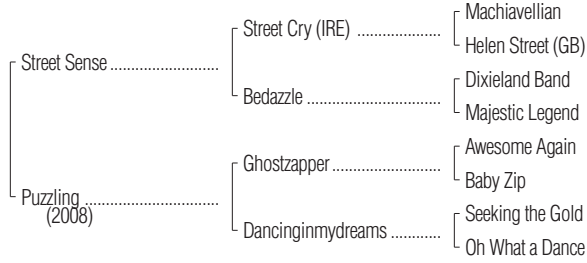 Machiavellian
Street Cry (IRE) ..................
Helen Street (GB)
Street Sense ........................
Dixieland Band
Bedazzle .............................
Majestic Legend
Awesome Again
Ghostzapper ........................
Baby Zip
Puzzling ..............................
(2008)
Seeking the Gold
Dancinginmydreams ...........
Oh What a Dance